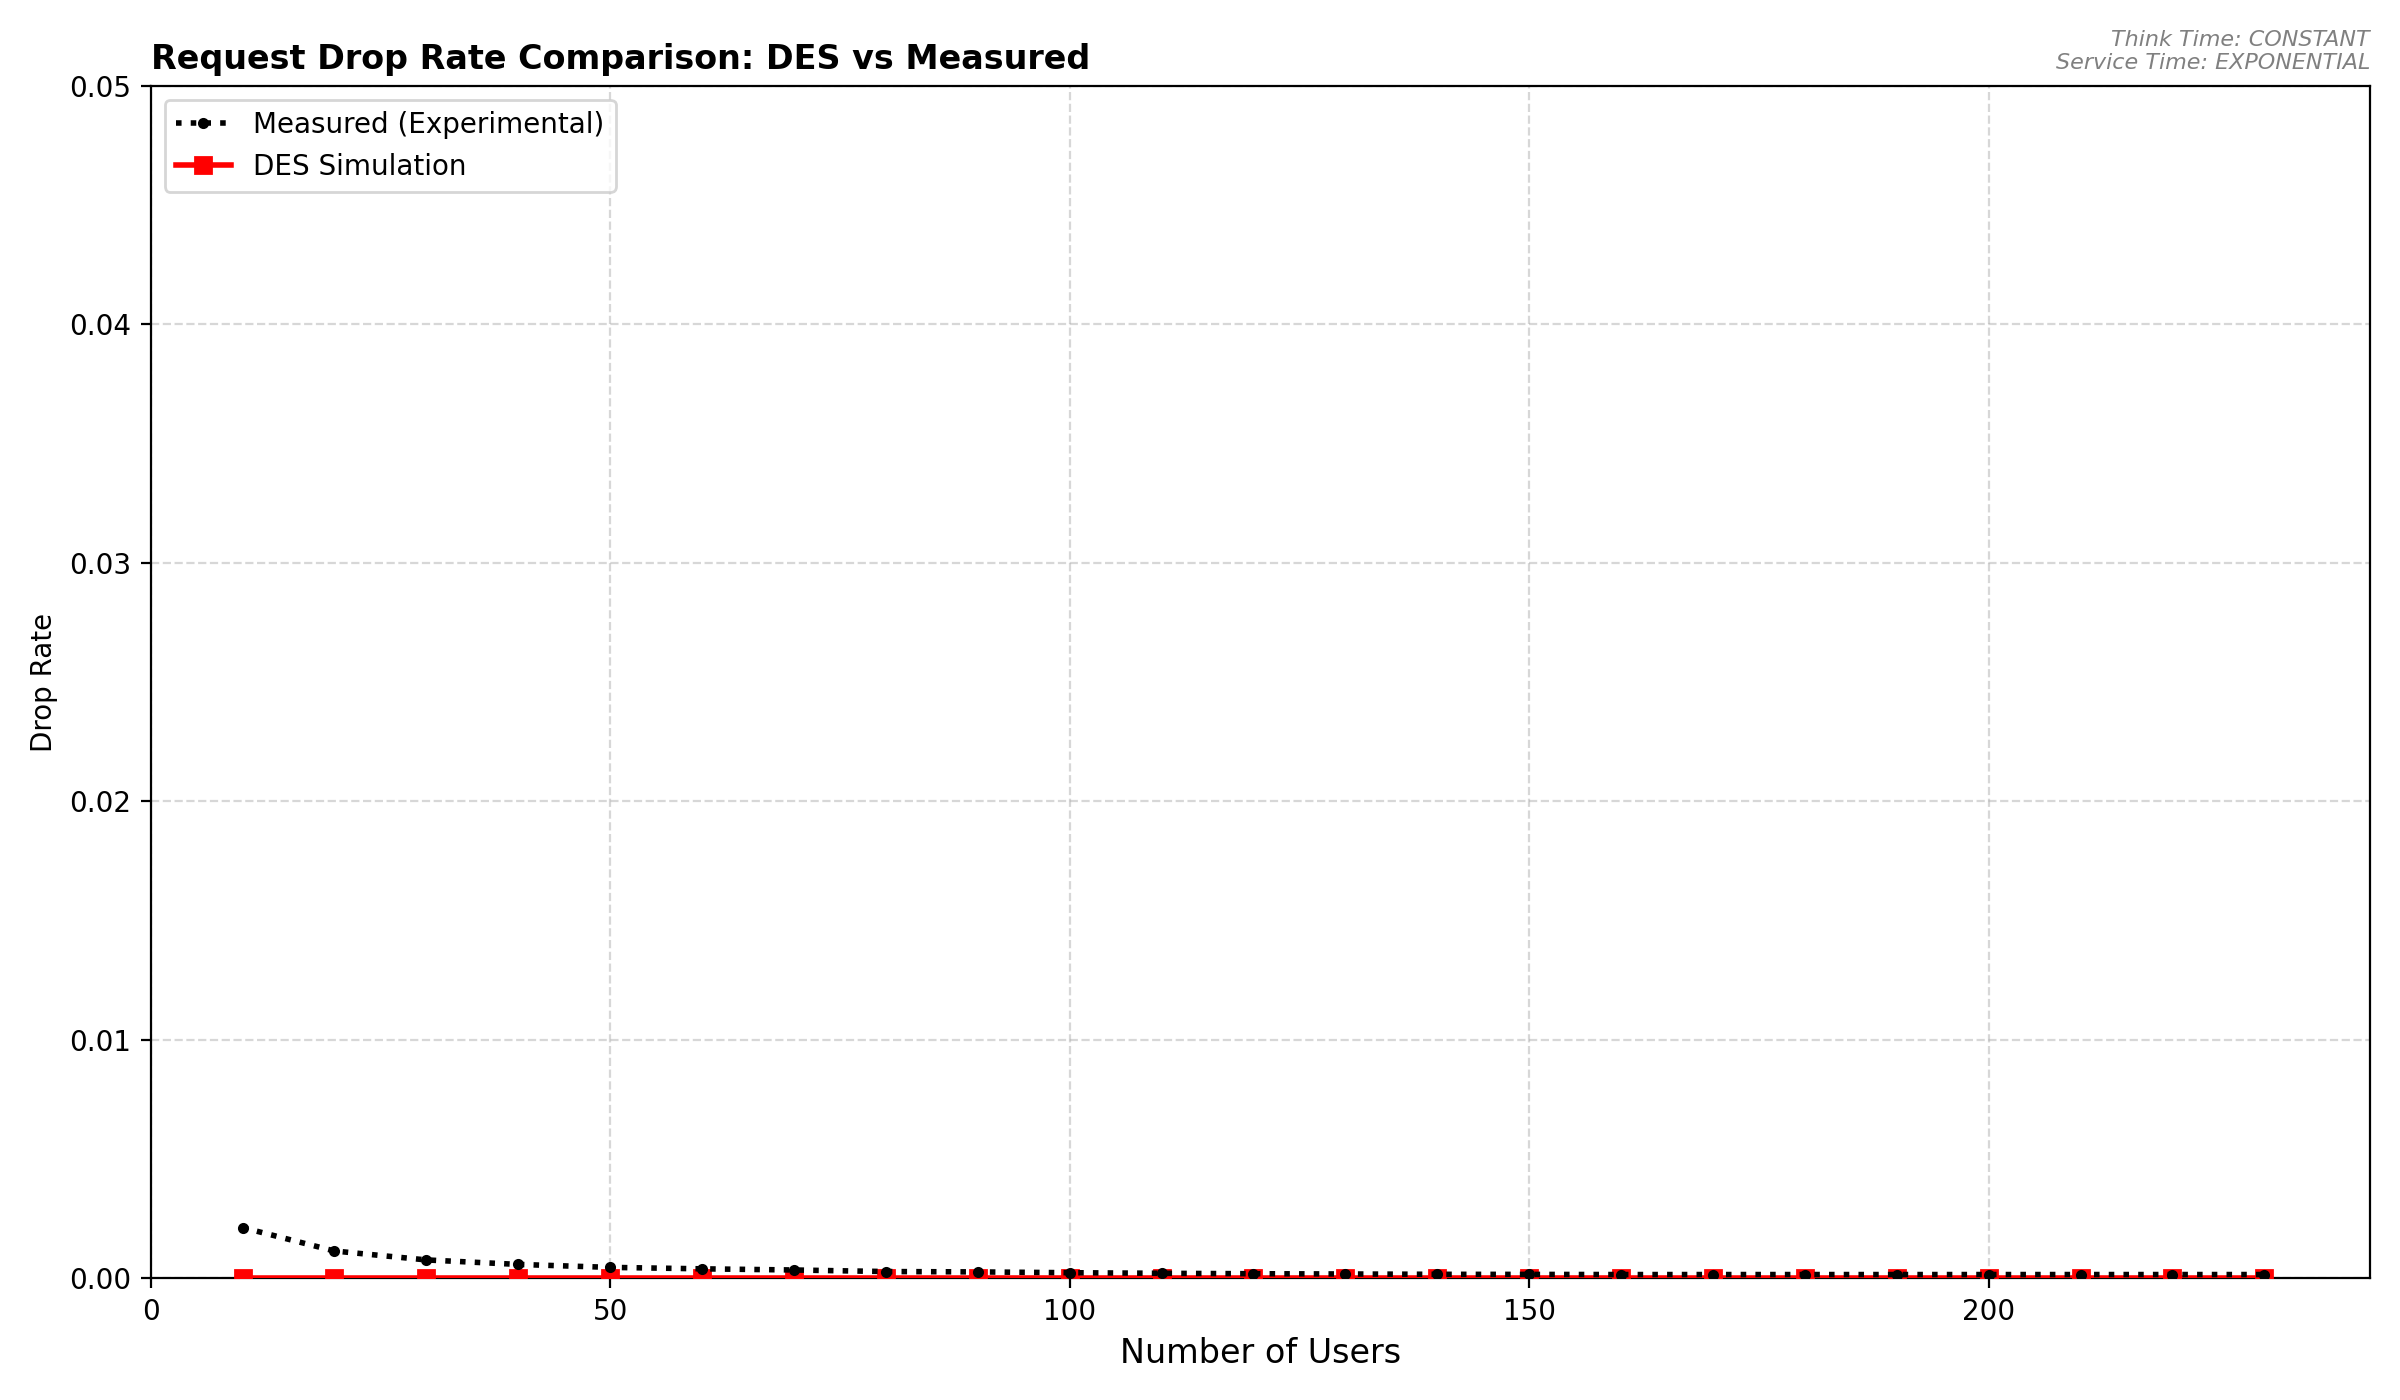 Request Drop Rate Comparison: DES vs Measured
Think Time: CONSTANT
Service Time: EXPONENTIAL
Measured (Experimental)
DES Simulation
Drop Rate
0.05
0.04
0.03
0.02
0.01
0.00
0
50
100
150
200
Number of Users